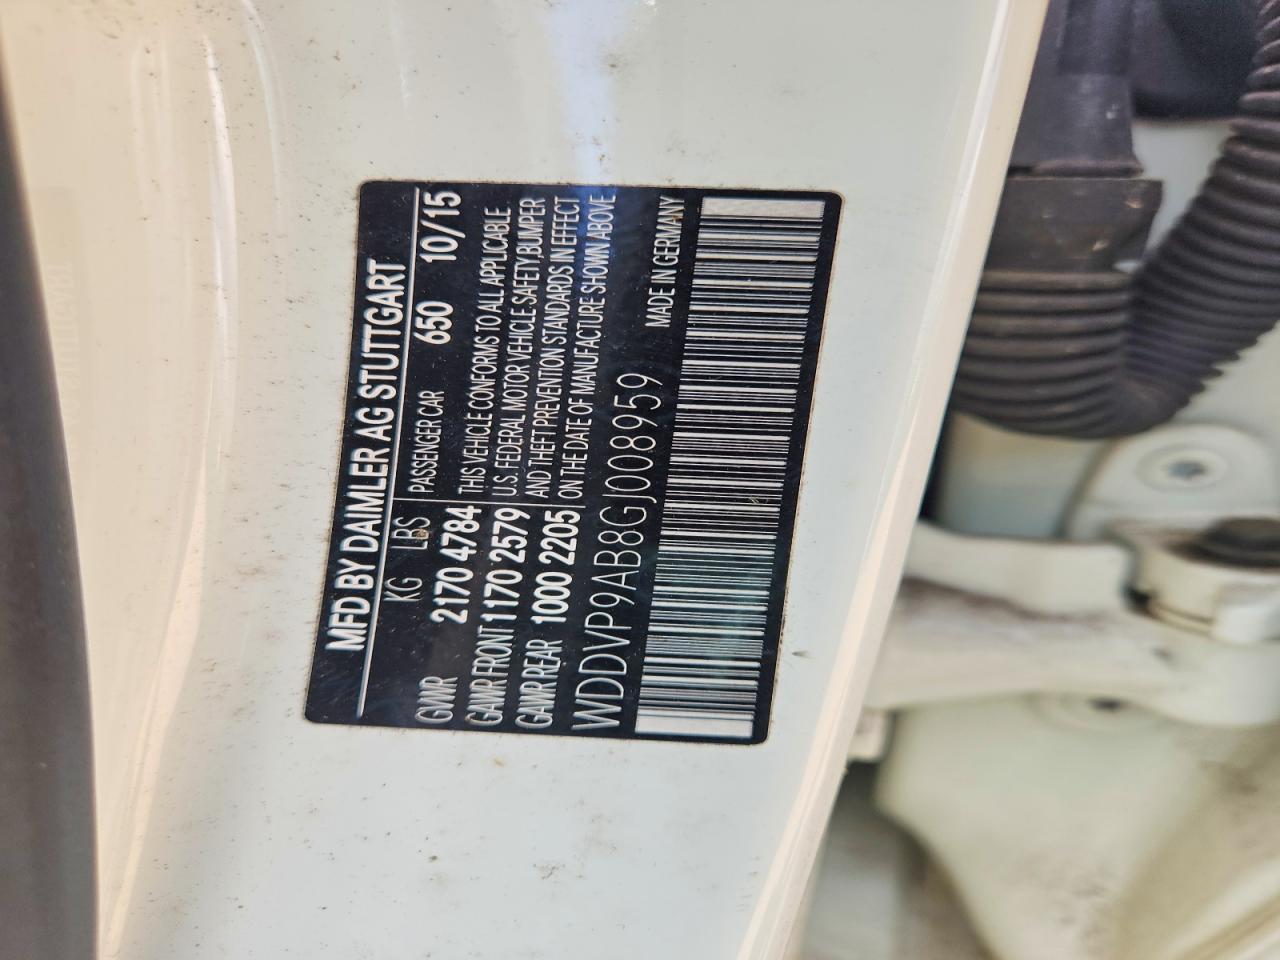 MFD BY DAIMLER AG STUTTGART
KG LBS PASSENGER CAR 650 10/15
GVWR 2170 4784 THIS VEHICLE CONFORMS TO ALL APPLICABLE
GAWR FRONT 1170 2579 U.S. FEDERAL MOTOR VEHICLE SAFETY, BUMPER
GAWR REAR 1000 2205 AND THEFT PREVENTION STANDARDS IN EFFECT
ON THE DATE OF MANUFACTURE SHOWN ABOVE
WDDVP9AB8GJ008959 MADE IN GERMANY